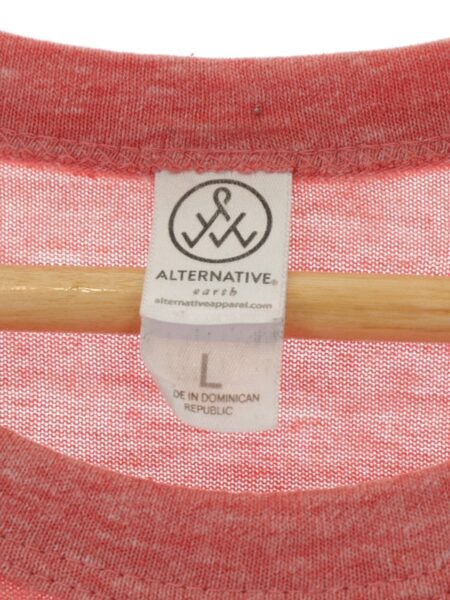 ALTERNATIVE®
earth
alternativeapparel.com
L
DE IN DOMINICAN
REPUBLIC